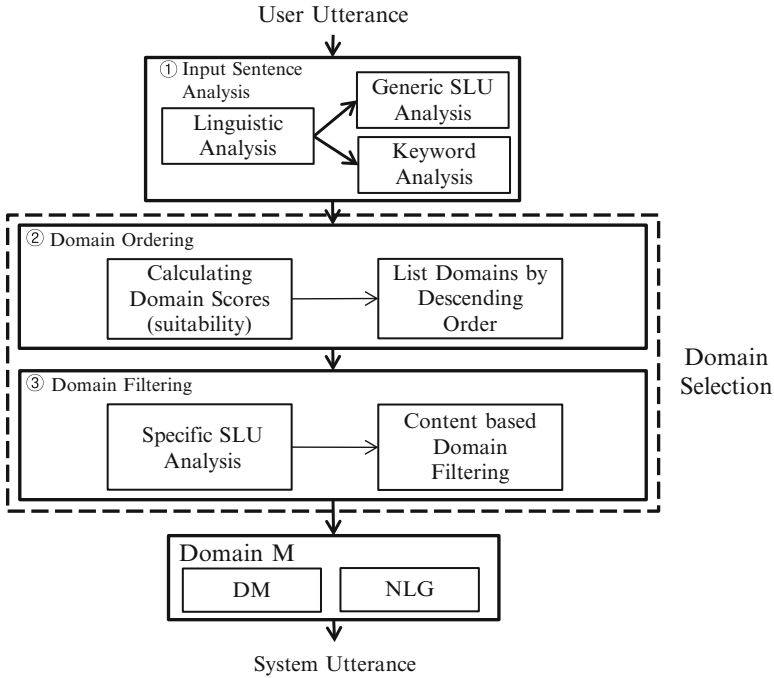 User Utterance
① Input Sentence
Analysis
Linguistic
Analysis
Generic SLU
Analysis
Keyword
Analysis
② Domain Ordering
Calculating
Domain Scores
(suitability)
List Domains by
Descending
Order
③ Domain Filtering
Specific SLU
Analysis
Content based
Domain
Filtering
Domain
Selection
Domain M
DM
NLG
System Utterance